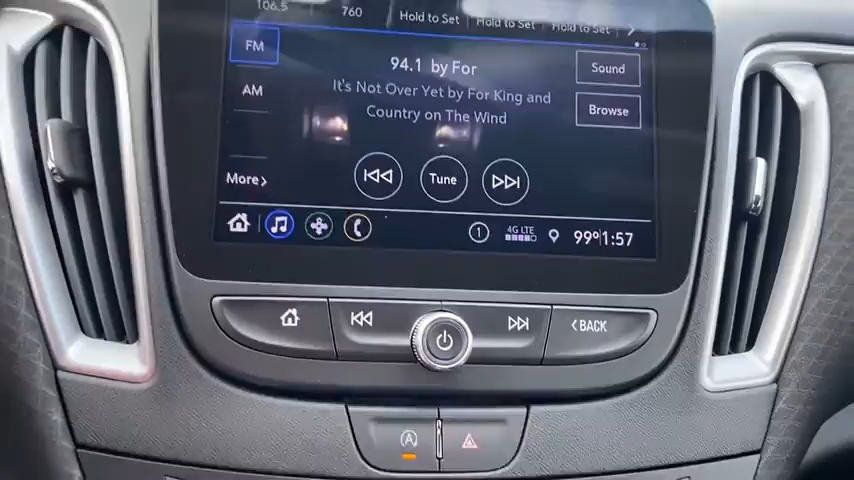 106.5
760
Hold to Set
Hold to Set
Hold to Set
FM
94.1 by For
Sound
AM
It's Not Over Yet by For King and
Country on The Wind
Browse
More
Tune
1
4G LTE
99° 1:57
BACK
A